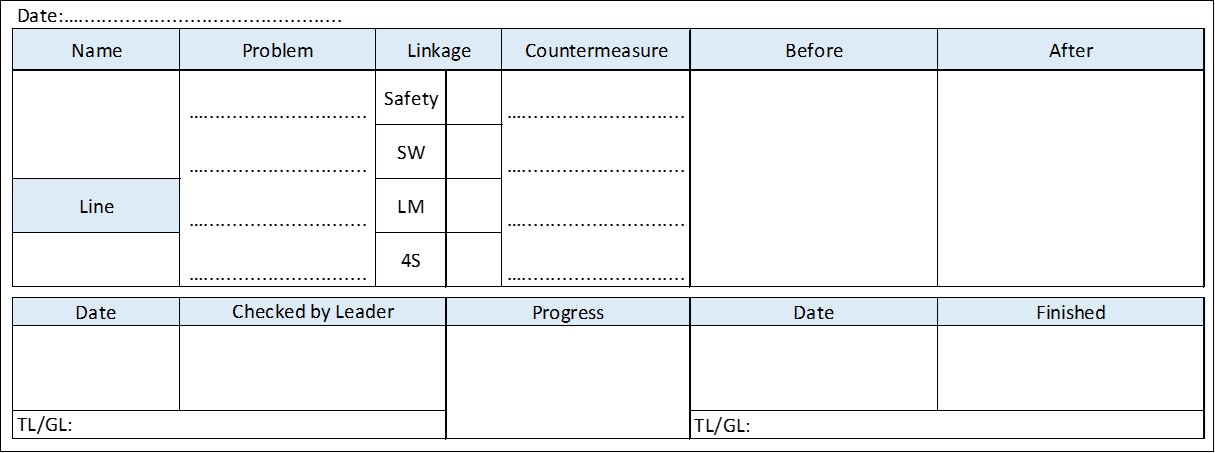 Date:....................................................
Name Problem Linkage Countermeasure Before After
Safety
................................ ................................
SW
................................ ................................
Line LM
................................ ................................
4S
................................ ................................
Date Checked by Leader Progress Date Finished
TL/GL: TL/GL: